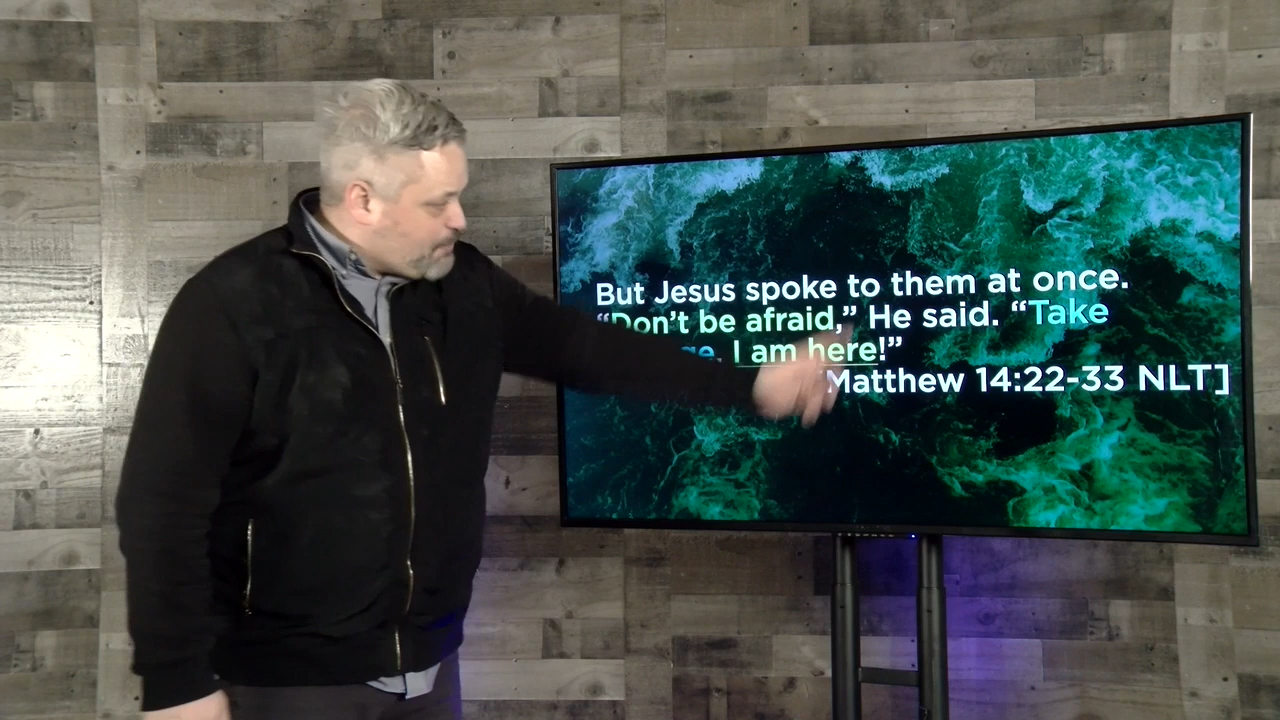 But Jesus spoke to them at once.
“Don’t be afraid,” He said. “Take
I am here!”
Matthew 14:22-33 NLT]